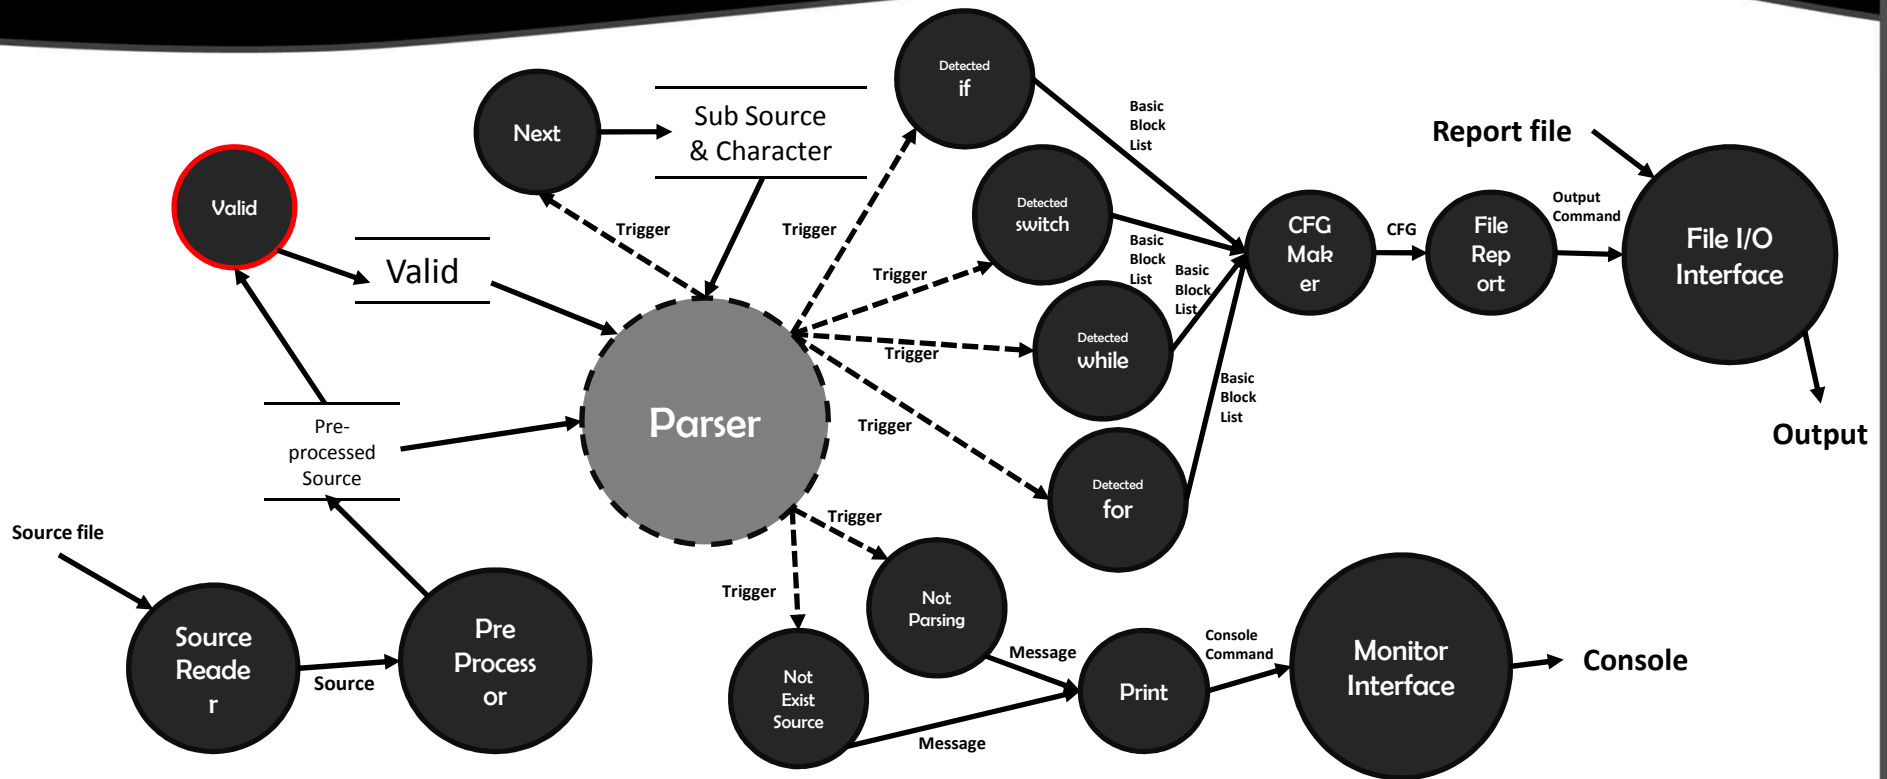 Detected
if
Next
Sub Source
& Character
Basic
Block
List
Report file
Valid
Trigger
Trigger
Detected
switch
Output
Command
CFG
Mak
er
CFG
File
Rep
ort
File I/O
Interface
Valid
Trigger
Basic
Block
List
Basic
Block
List
Detected
while
Trigger
Basic
Block
List
Parser
Trigger
Output
Pre-
processed
Source
Detected
for
Trigger
Source file
Trigger
Not
Parsing
Source
Reade
r
Source
Pre
Process
or
Not
Exist
Source
Message
Message
Print
Console
Command
Monitor
Interface
Console